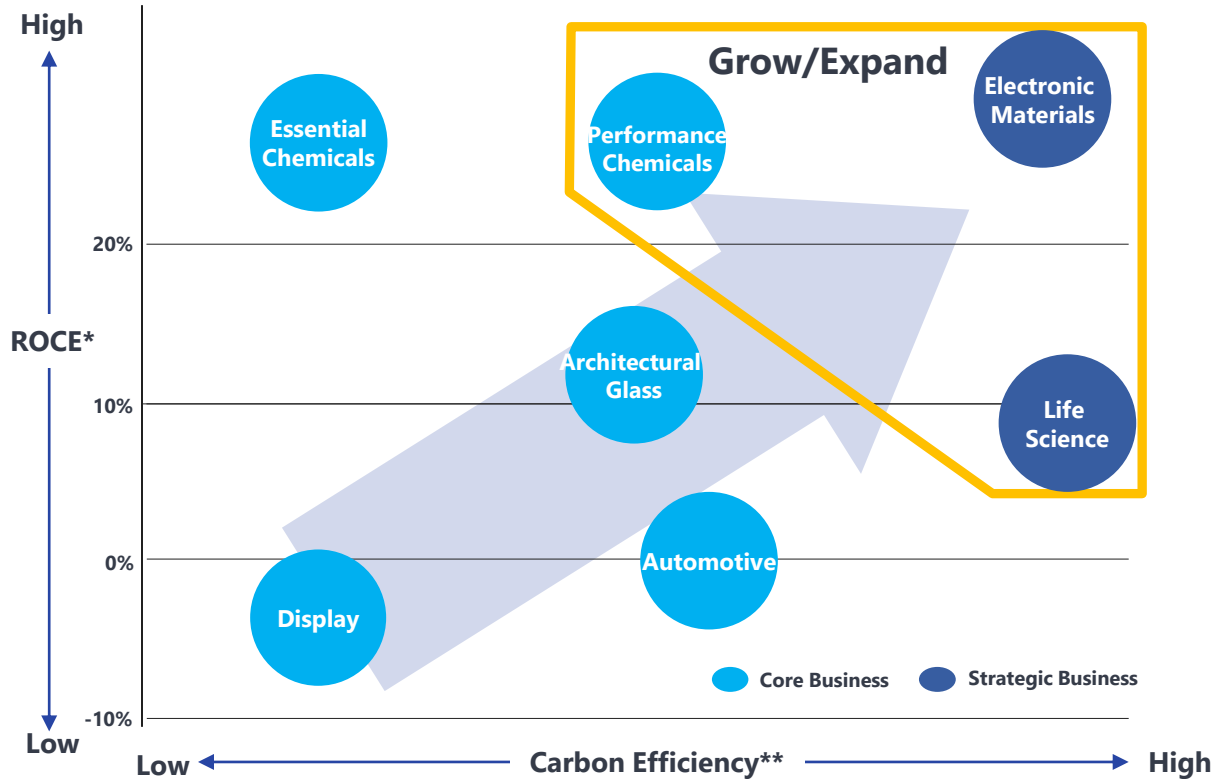 High
Grow/Expand
Electronic
Materials
Essential
Chemicals
Performance
Chemicals
20%
ROCE*
Architectural
Glass
10%
Life
Science
0%
Automotive
Display
Core Business
Strategic Business
-10%
Low
Low
Carbon Efficiency**
High